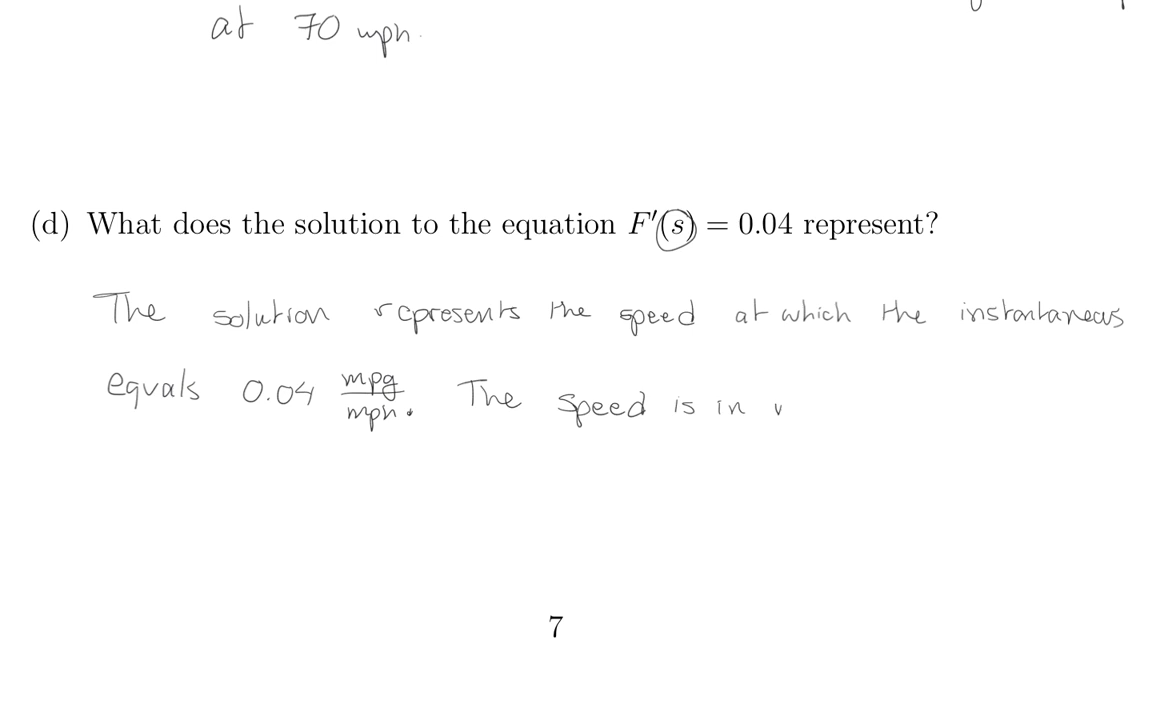 at 70 mph.
(d) What does the solution to the equation F′(s) = 0.04 represent?
The solution represents the speed at which the instantaneous
equals 0.04 mpg/mph. The speed is in
7